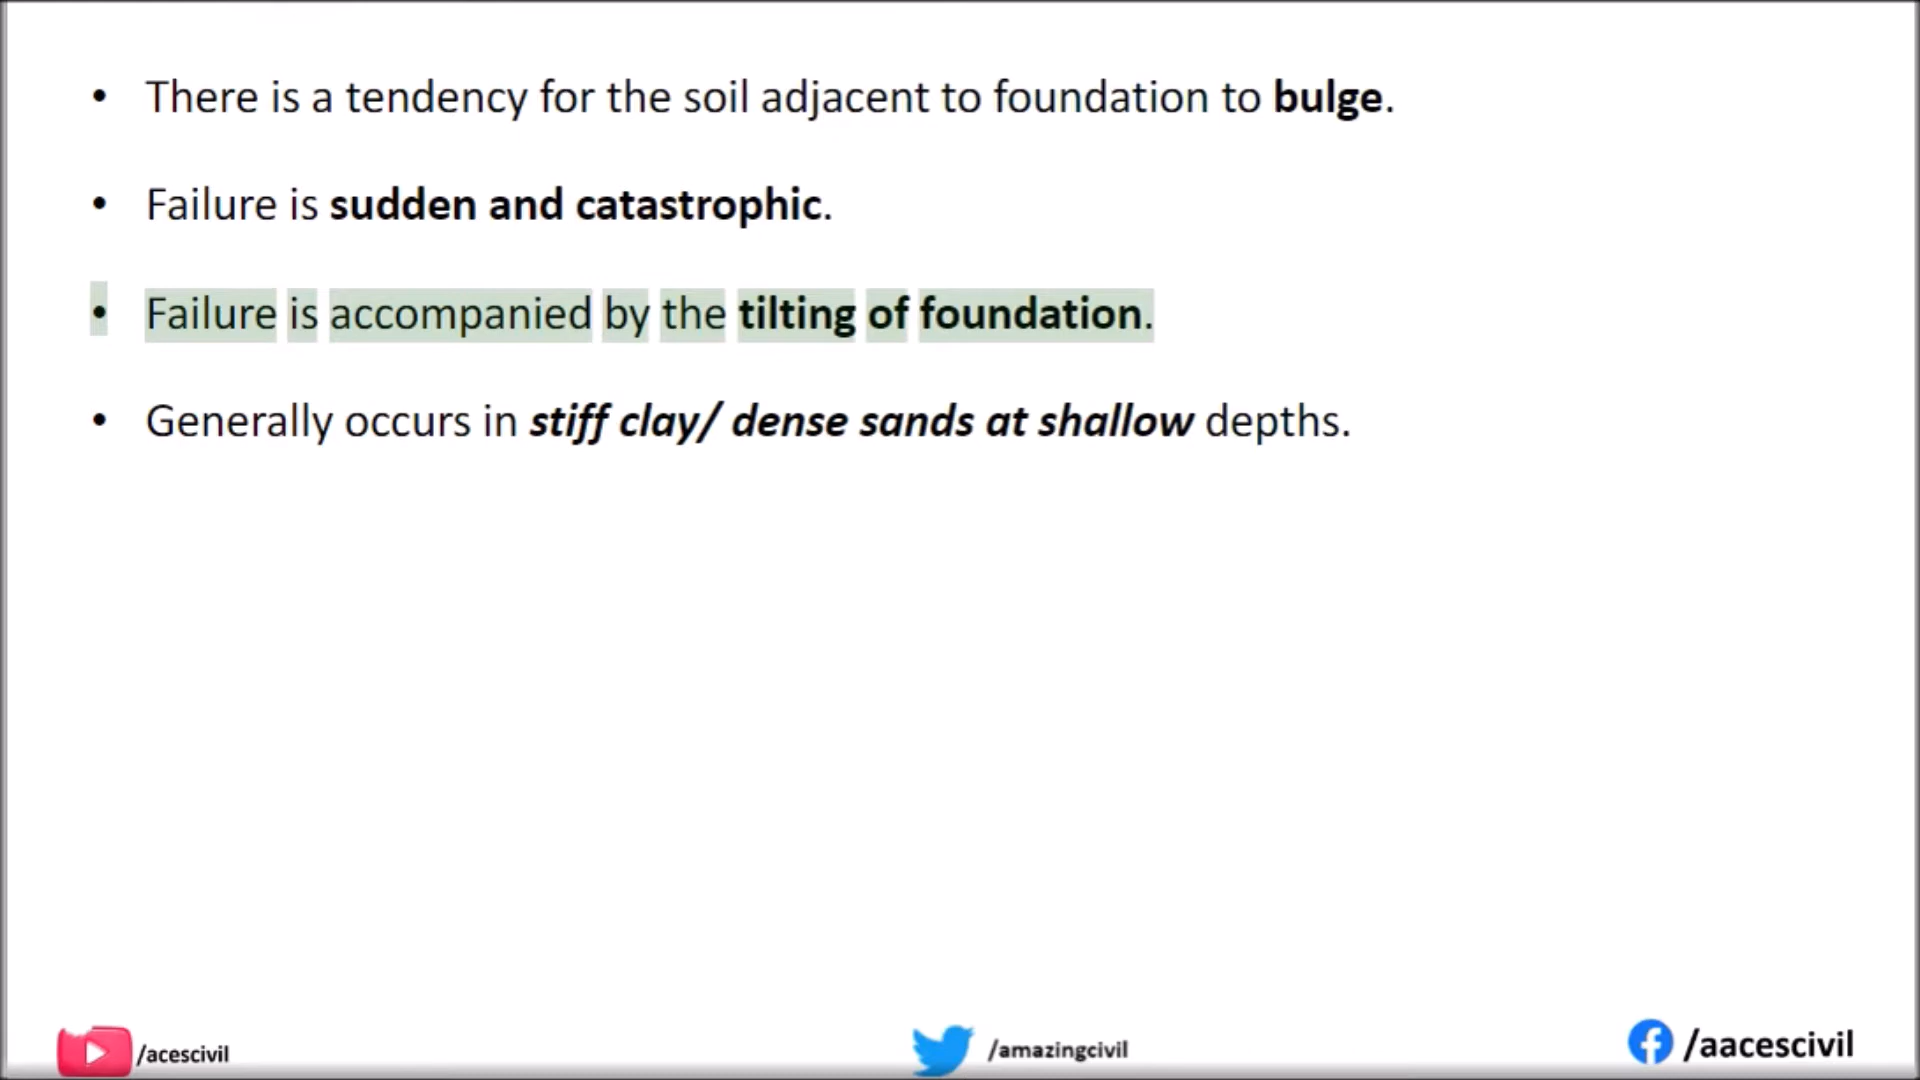 • There is a tendency for the soil adjacent to foundation to bulge.
• Failure is sudden and catastrophic.
• Failure is accompanied by the tilting of foundation.
• Generally occurs in stiff clay/ dense sands at shallow depths.
/acescivil
/amazingcivil
/aacescivil